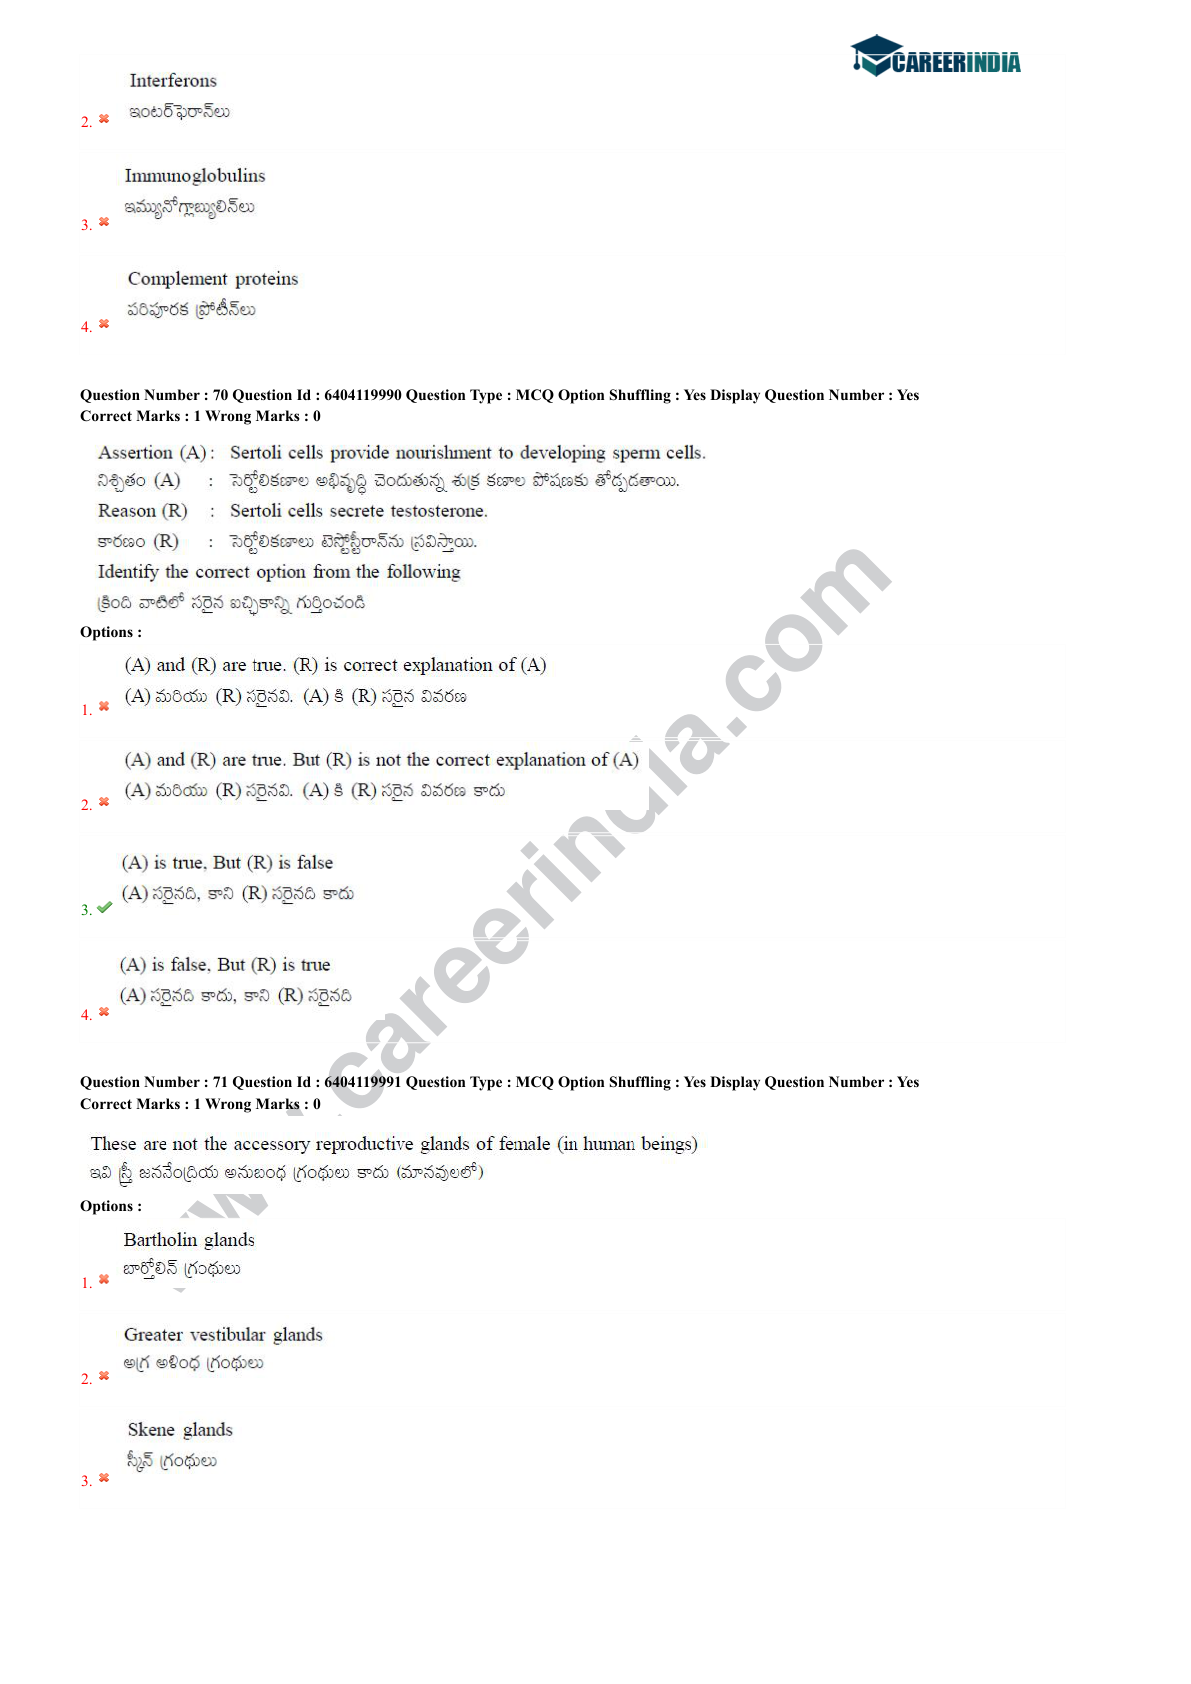 CAREERINDIA
Interferons
ఇంటర్‌ఫెరాన్‌లు
2.
Immunoglobulins
ఇమ్యునోగ్లాబ్యులిన్‌లు
3.
Complement proteins
పరిపూరక ప్రోటీన్‌లు
4.
Question Number : 70 Question Id : 6404119990 Question Type : MCQ Option Shuffling : Yes Display Question Number : Yes
Correct Marks : 1 Wrong Marks : 0
Assertion (A) : Sertoli cells provide nourishment to developing sperm cells.
నిశ్చితం (A) : సెర్టోలికణాల అభివృద్ధి చెందుతున్న శుక్ర కణాల పోషణకు తోడ్పడతాయి.
Reason (R) : Sertoli cells secrete testosterone.
కారణం (R) : సెర్టోలికణాలు టెస్టోస్టీరాన్‌ను స్రవిస్తాయి.
Identify the correct option from the following
క్రింది వాటిలో సరైన ఐచ్ఛికాన్ని గుర్తించండి
Options :
(A) and (R) are true. (R) is correct explanation of (A)
(A) మరియు (R) సరైనవి. (A) కి (R) సరైన వివరణ
1.
(A) and (R) are true. But (R) is not the correct explanation of (A)
(A) మరియు (R) సరైనవి. (A) కి (R) సరైన వివరణ కాదు
2.
(A) is true, But (R) is false
(A) సరైనది, కాని (R) సరైనది కాదు
3.
(A) is false, But (R) is true
(A) సరైనది కాదు, కాని (R) సరైనది
4.
Question Number : 71 Question Id : 6404119991 Question Type : MCQ Option Shuffling : Yes Display Question Number : Yes
Correct Marks : 1 Wrong Marks : 0
These are not the accessory reproductive glands of female (in human beings)
ఇవి స్త్రీ జననేంద్రియ అనుబంధ గ్రంథులు కాదు (మానవులలో)
Options :
Bartholin glands
బార్తోలిన్ గ్రంథులు
1.
Greater vestibular glands
అగ్ర అళింధ గ్రంథులు
2.
Skene glands
స్కీన్ గ్రంథులు
3.
www.careerindia.com